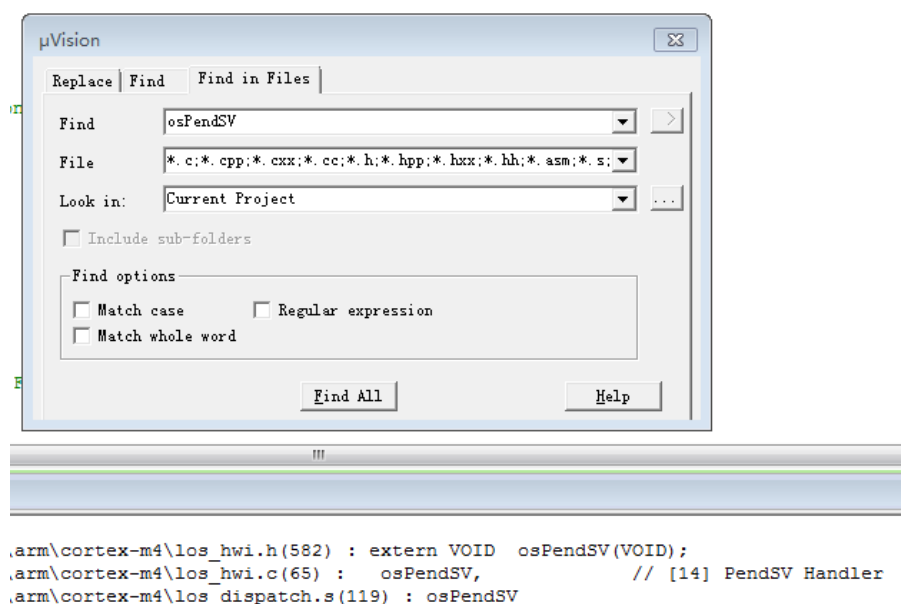 µVision
Replace Find Find in Files
Find osPendSV
File *.c;*.cpp;*.cxx;*.cc;*.h;*.hpp;*.hxx;*.hh;*.asm;*.s;
Look in: Current Project ...
Include sub-folders
Find options
Match case Regular expression
Match whole word
Find All Help
\arm\cortex-m4\los_hwi.h(582) : extern VOID osPendSV(VOID);
\arm\cortex-m4\los_hwi.c(65) : osPendSV, // [14] PendSV Handler
\arm\cortex-m4\los_dispatch.s(119) : osPendSV